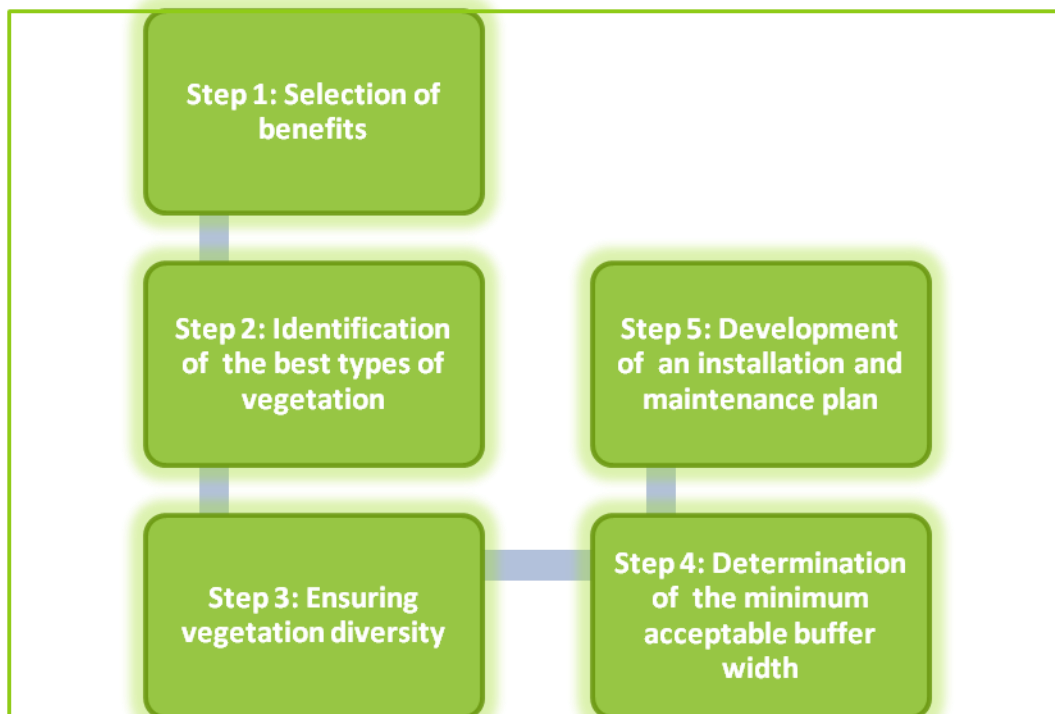 Step 1: Selection of
benefits
Step 2: Identification
of the best types of
vegetation
Step 3: Ensuring
vegetation diversity
Step 4: Determination
of the minimum
acceptable buffer
width
Step 5: Development
of an installation and
maintenance plan